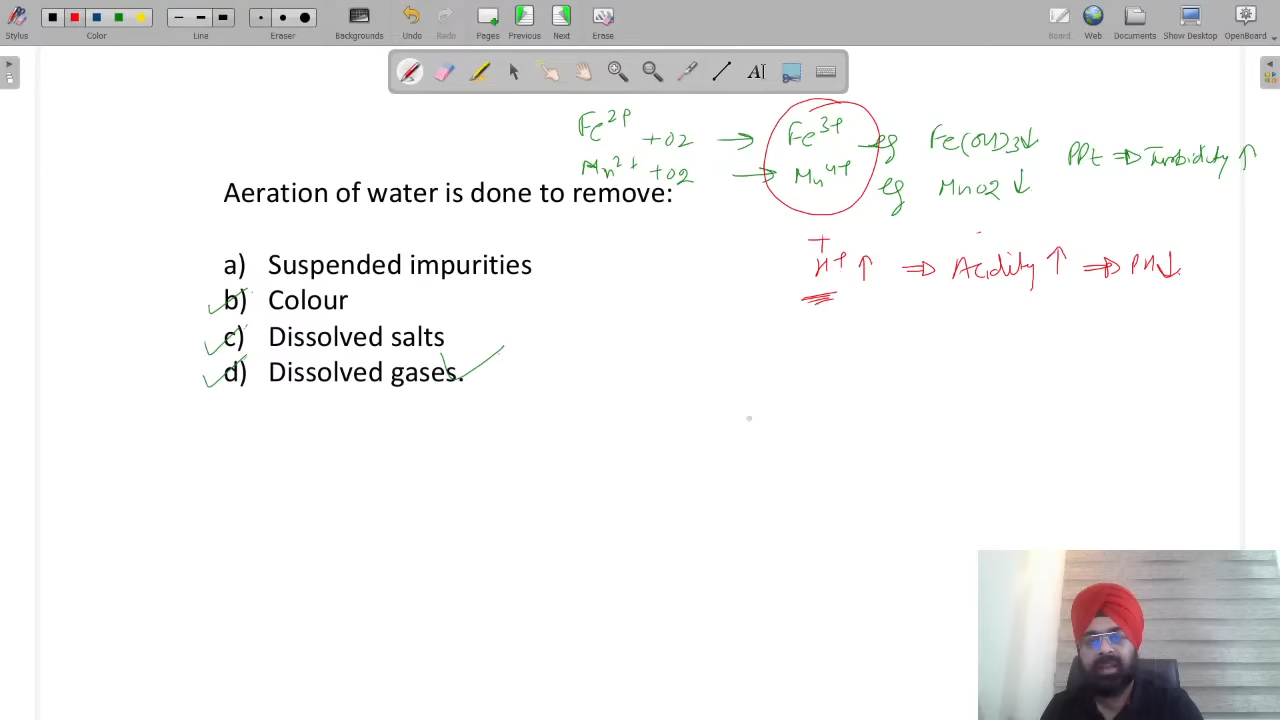 Stylus
Color
Line
Eraser
Backgrounds
Undo
Redo
Pages
Previous
Next
Erase
Board
Web
Documents
Show Desktop
OpenBoard
Fe2+ +O2 → Fe3+ eg Fe(OH)3↓ PPt ⇒ Turbidity ↑
Mn2+ +O2 → Mn4+ eg MnO2 ↓
Aeration of water is done to remove:
+
H+ ↑ ⇒ Acidity ↑ ⇒ PH↓
a) Suspended impurities
b) Colour
c) Dissolved salts
d) Dissolved gases.